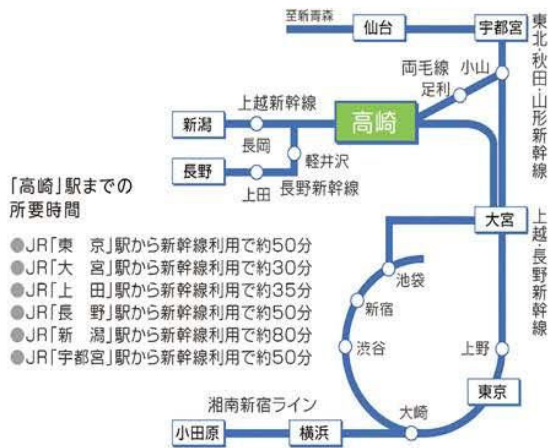 至新青森
仙台
宇都宮
東北・秋田・山形新幹線
両毛線
小山
足利
上越新幹線
高崎
新潟
長岡
軽井沢
長野
上田
長野新幹線
「高崎」駅までの
所要時間
●JR「東　京」駅から新幹線利用で約50分
●JR「大　宮」駅から新幹線利用で約30分
●JR「上　田」駅から新幹線利用で約35分
●JR「長　野」駅から新幹線利用で約50分
●JR「新　潟」駅から新幹線利用で約80分
●JR「宇都宮」駅から新幹線利用で約50分
大宮
上越・長野新幹線
池袋
新宿
渋谷
上野
東京
湘南新宿ライン
大崎
小田原
横浜